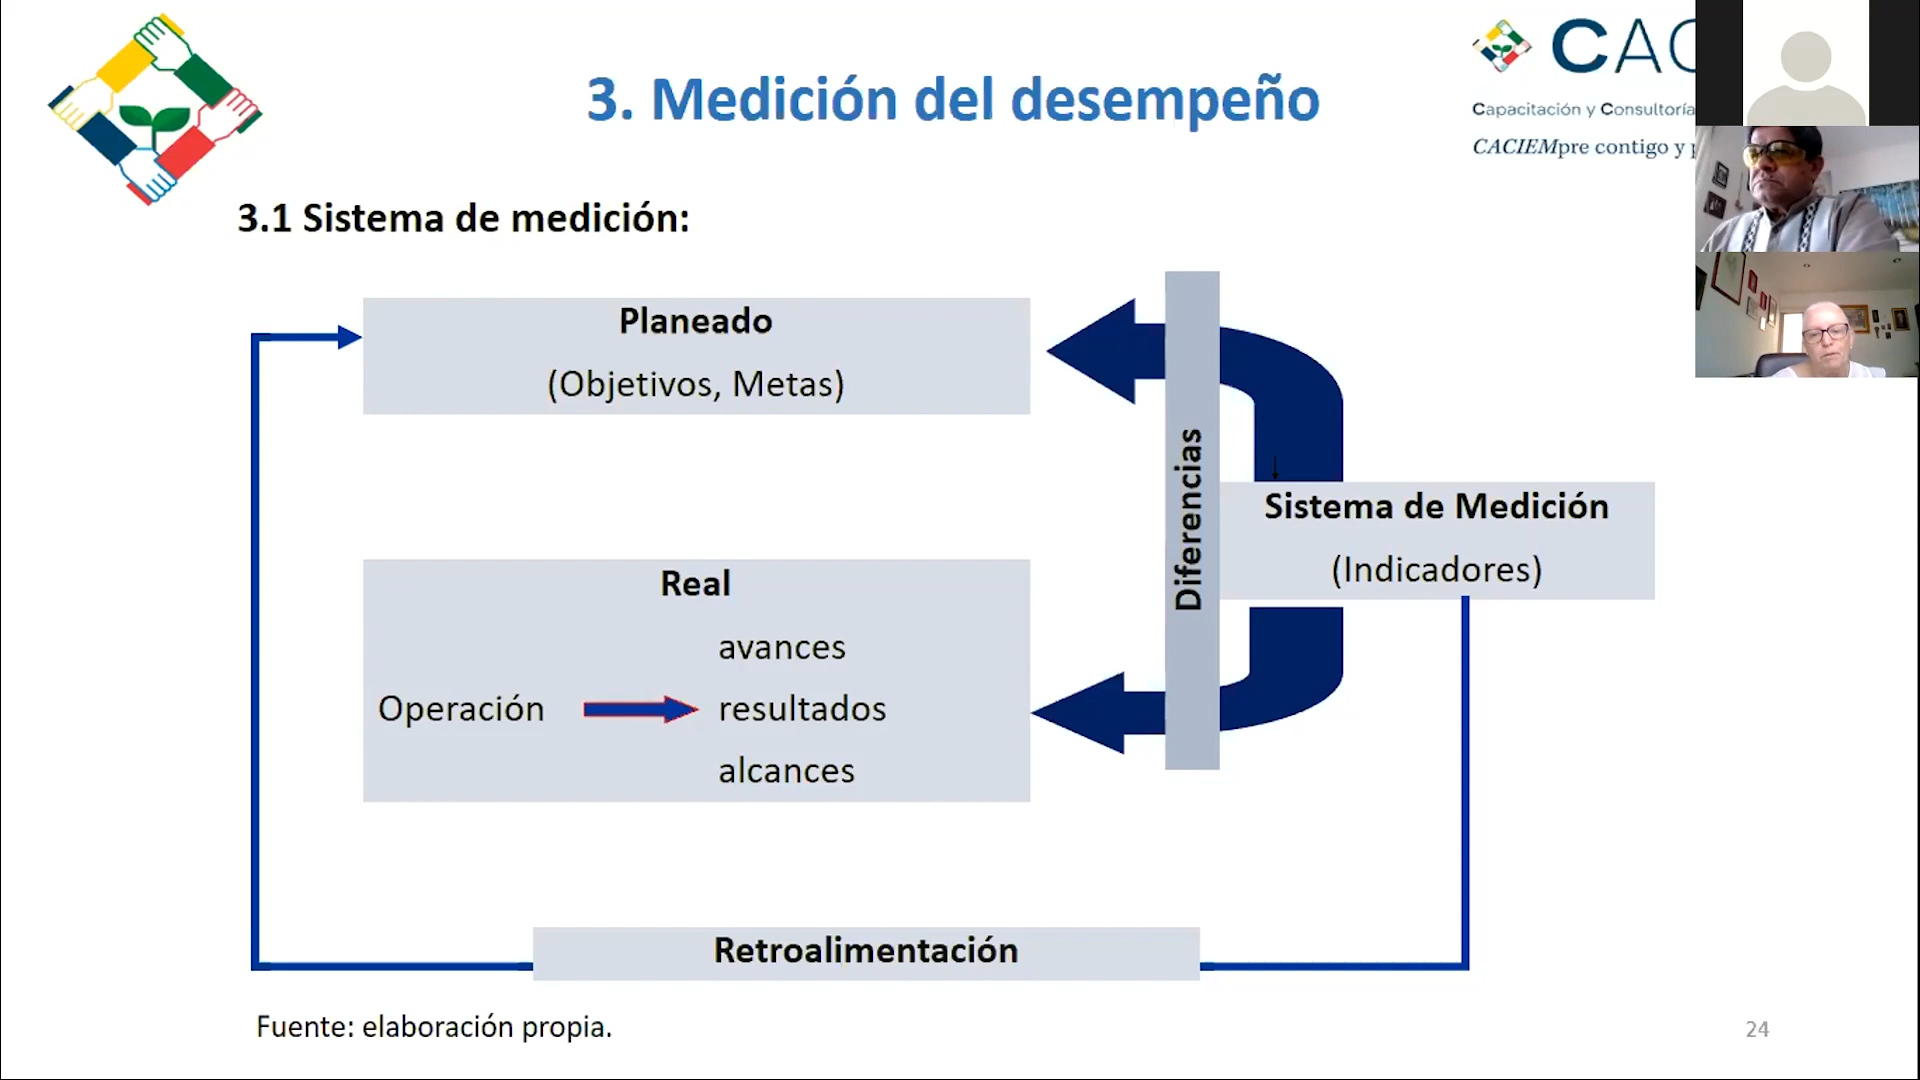 3. Medición del desempeño
CAC
Capacitación y Consultoría
CACIEMpre contigo y
3.1 Sistema de medición:
Planeado
(Objetivos, Metas)
Diferencias
Sistema de Medición
(Indicadores)
Real
avances
Operación
resultados
alcances
Retroalimentación
Fuente: elaboración propia.
24